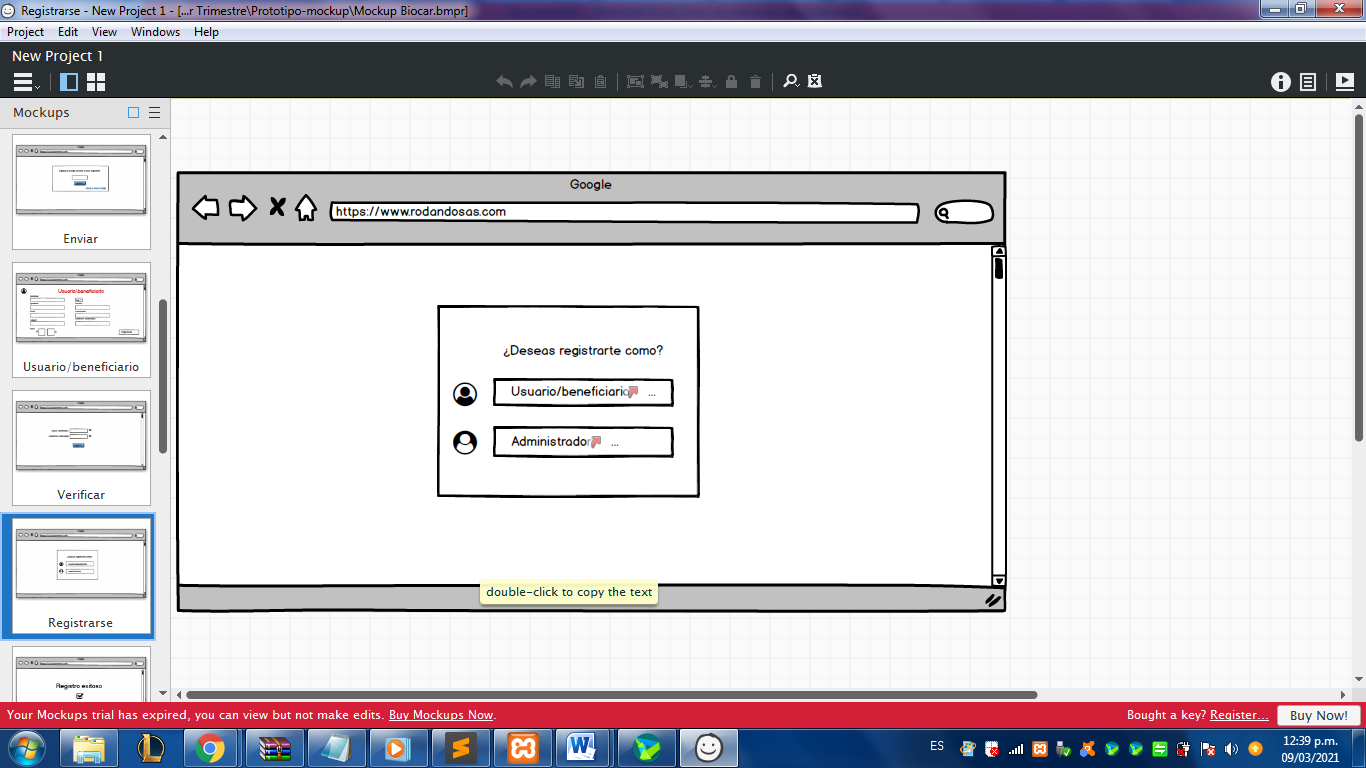 Registrarse - New Project 1 - [...r Trimestre\Prototipo-mockup\Mockup Biocar.bmpr]
Project Edit View Windows Help
New Project 1
Mockups
Enviar
Usuario/beneficiario
Usuario/beneficiario
Verificar
Registrarse
Registro exitoso
Google
https://www.rodandosas.com
¿Deseas registrarte como?
Usuario/beneficiario ...
Administrador ...
double-click to copy the text
Your Mockups trial has expired, you can view but not make edits. Buy Mockups Now.
Bought a key? Register... Buy Now!
ES
12:39 p.m.
09/03/2021